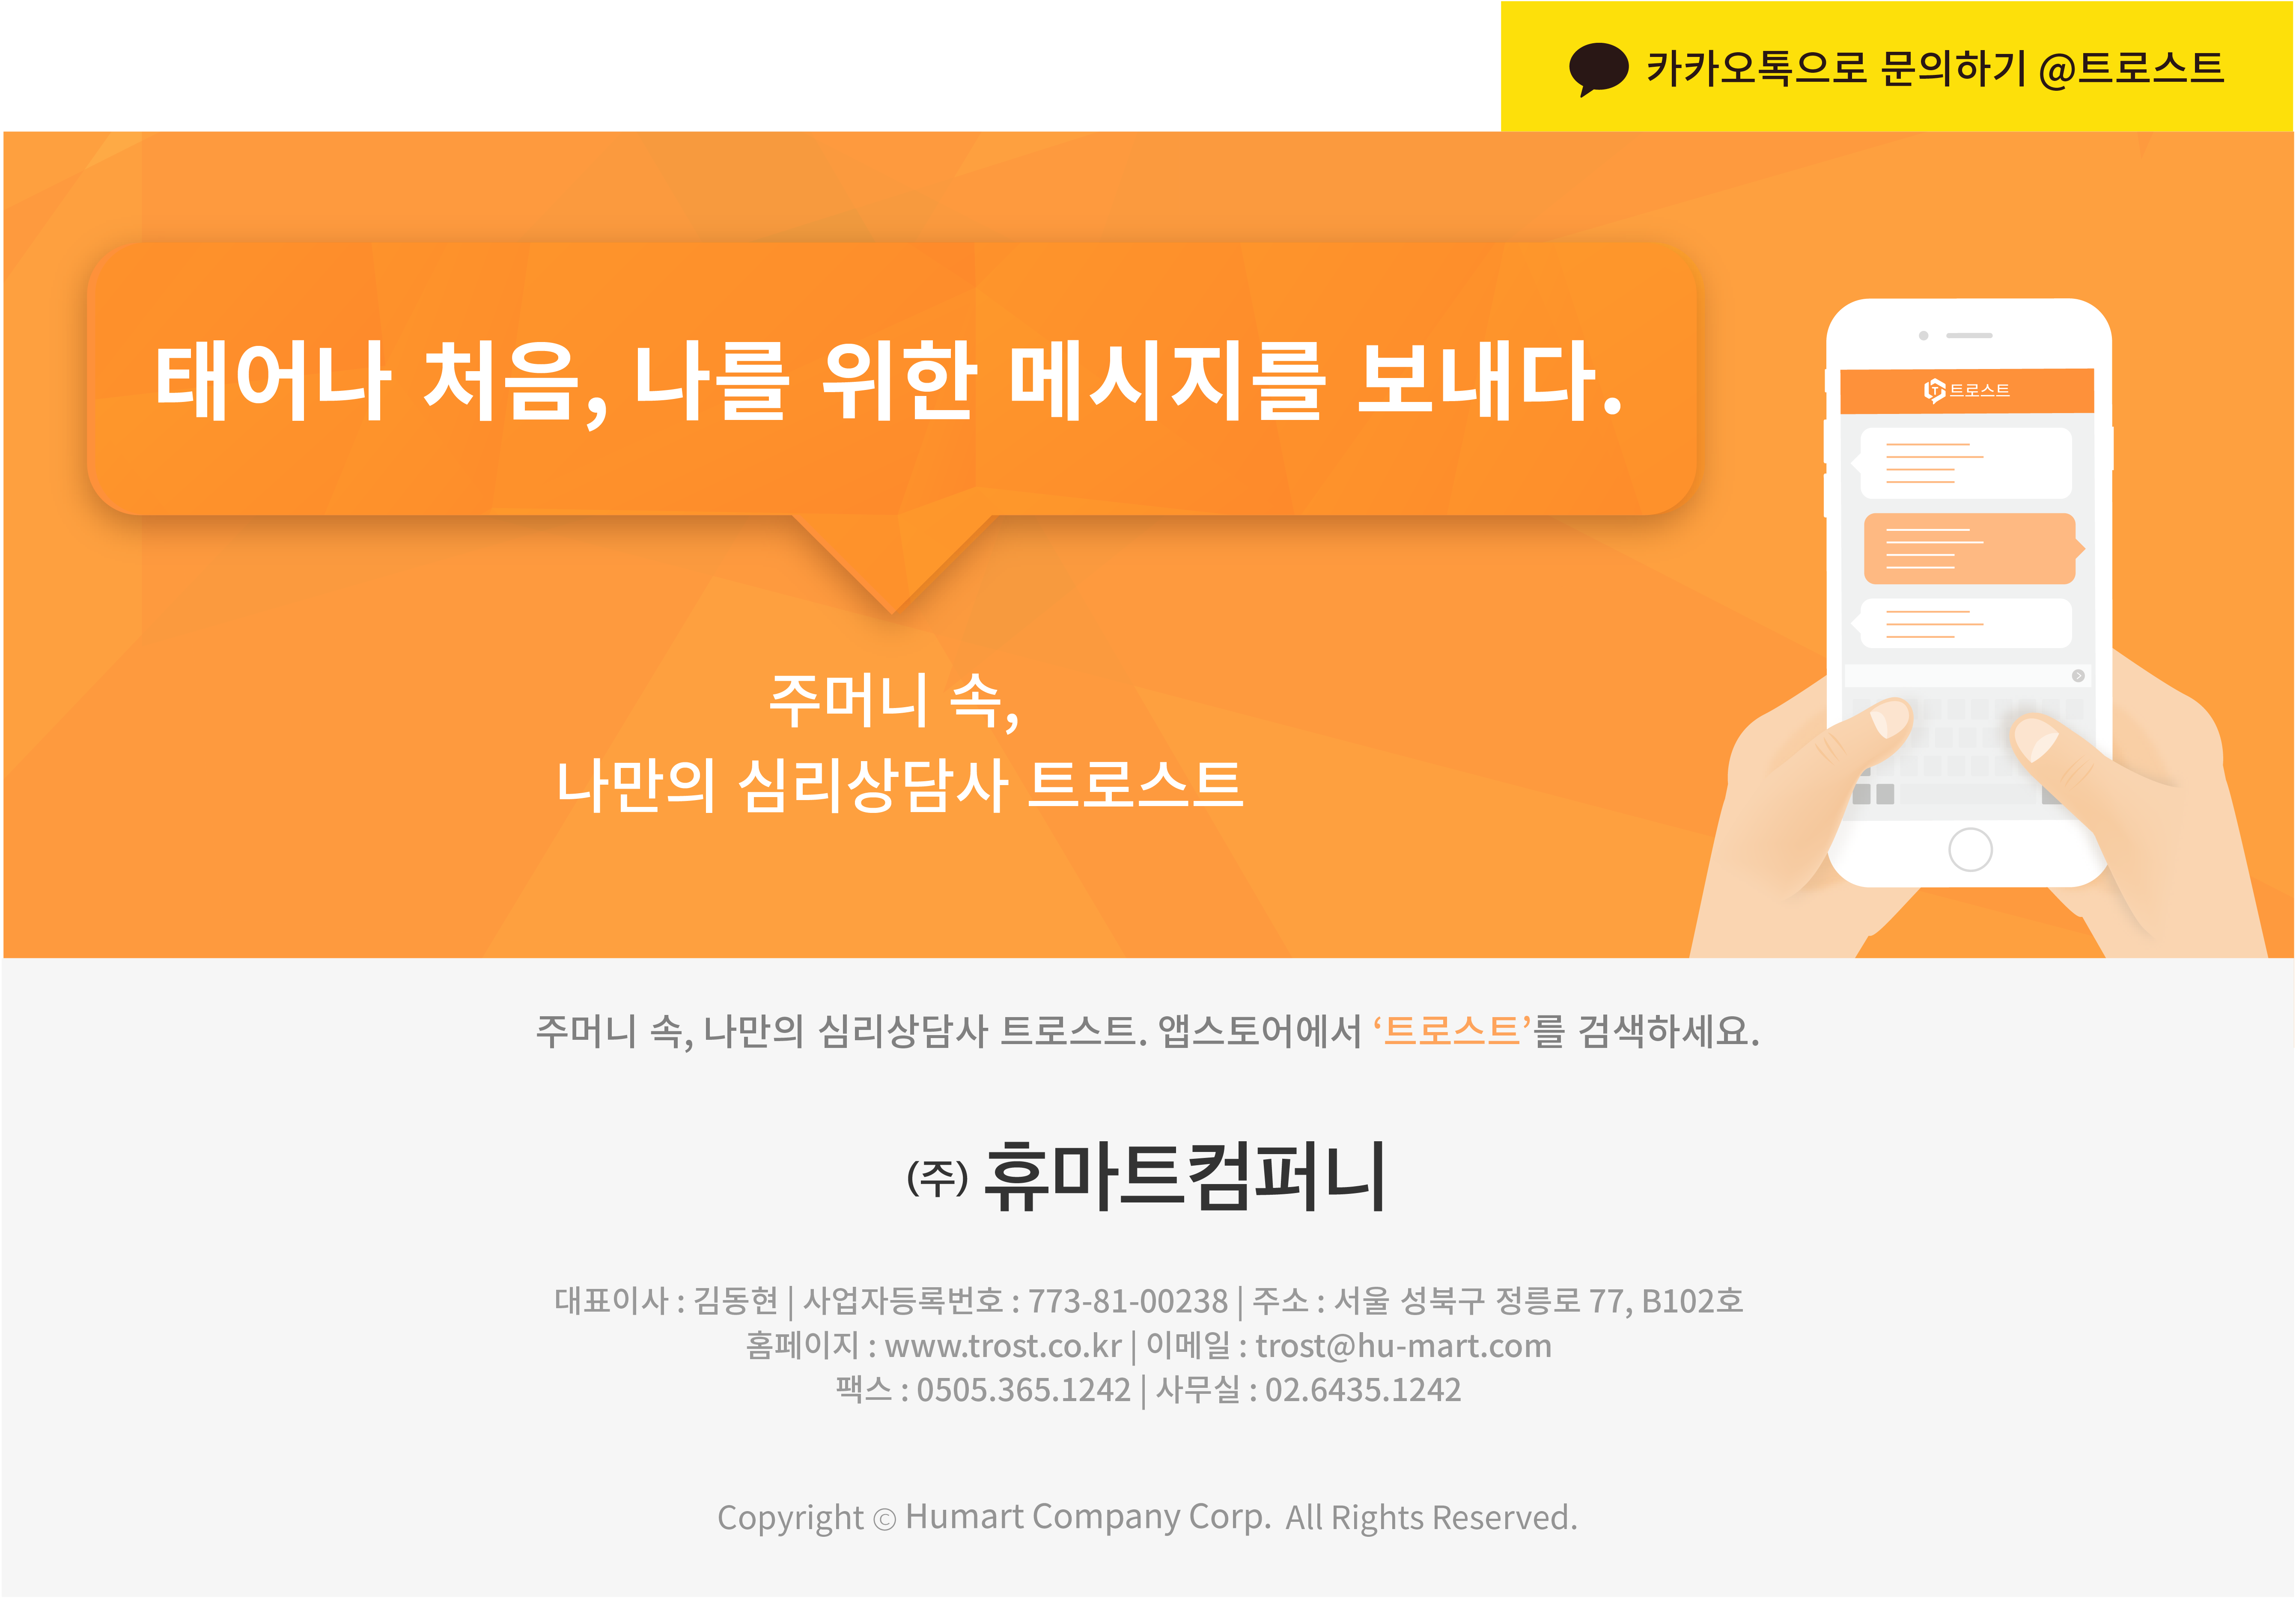 카카오톡으로 문의하기 @트로스트
태어나 처음, 나를 위한 메시지를 보내다.
트로스트
주머니 속,
나만의 심리상담사 트로스트
주머니 속, 나만의 심리상담사 트로스트. 앱스토어에서 ‘트로스트’를 검색하세요.
(주) 휴마트컴퍼니
대표이사 : 김동현 | 사업자등록번호 : 773-81-00238 | 주소 : 서울 성북구 정릉로 77, B102호
홈페이지 : www.trost.co.kr | 이메일 : trost@hu-mart.com
팩스 : 0505.365.1242 | 사무실 : 02.6435.1242
Copyright ⓒ Humart Company Corp. All Rights Reserved.